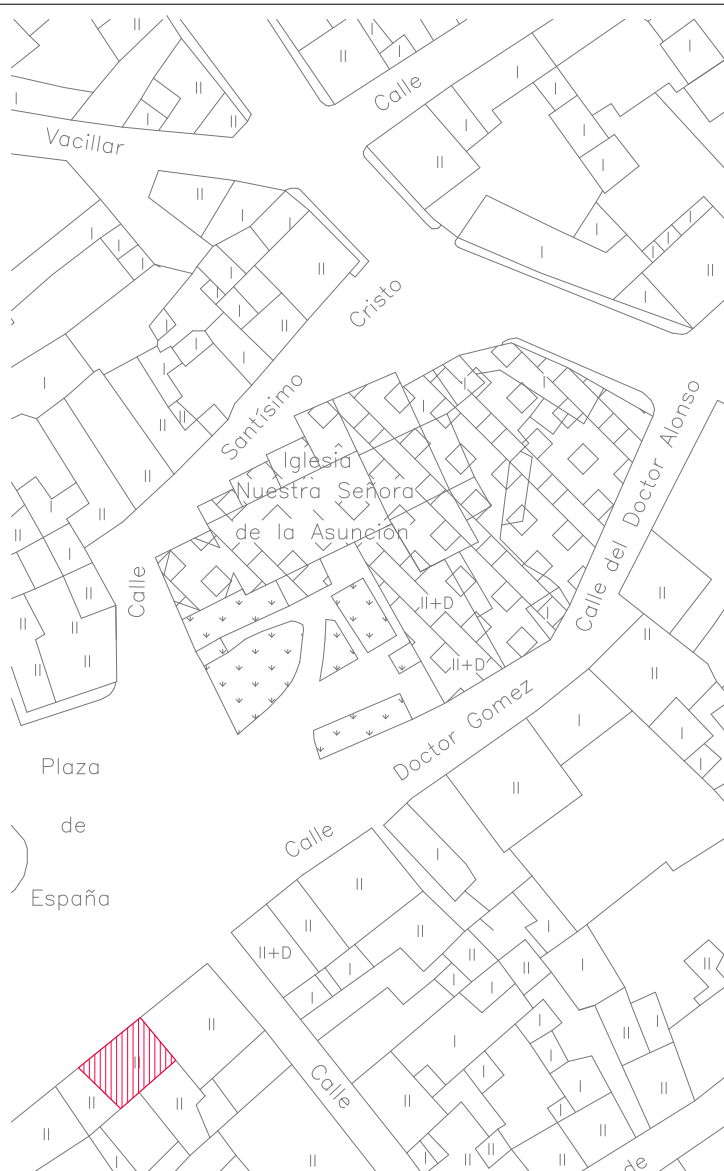 Calle
Vacillar
Cristo
Santísimo
Calle
Iglesia
Nuestra Señora
de la Asunción
Calle del Doctor Alonso
II+D
II+D
Doctor Gomez
Calle
Plaza
de
España
II+D
Calle
de